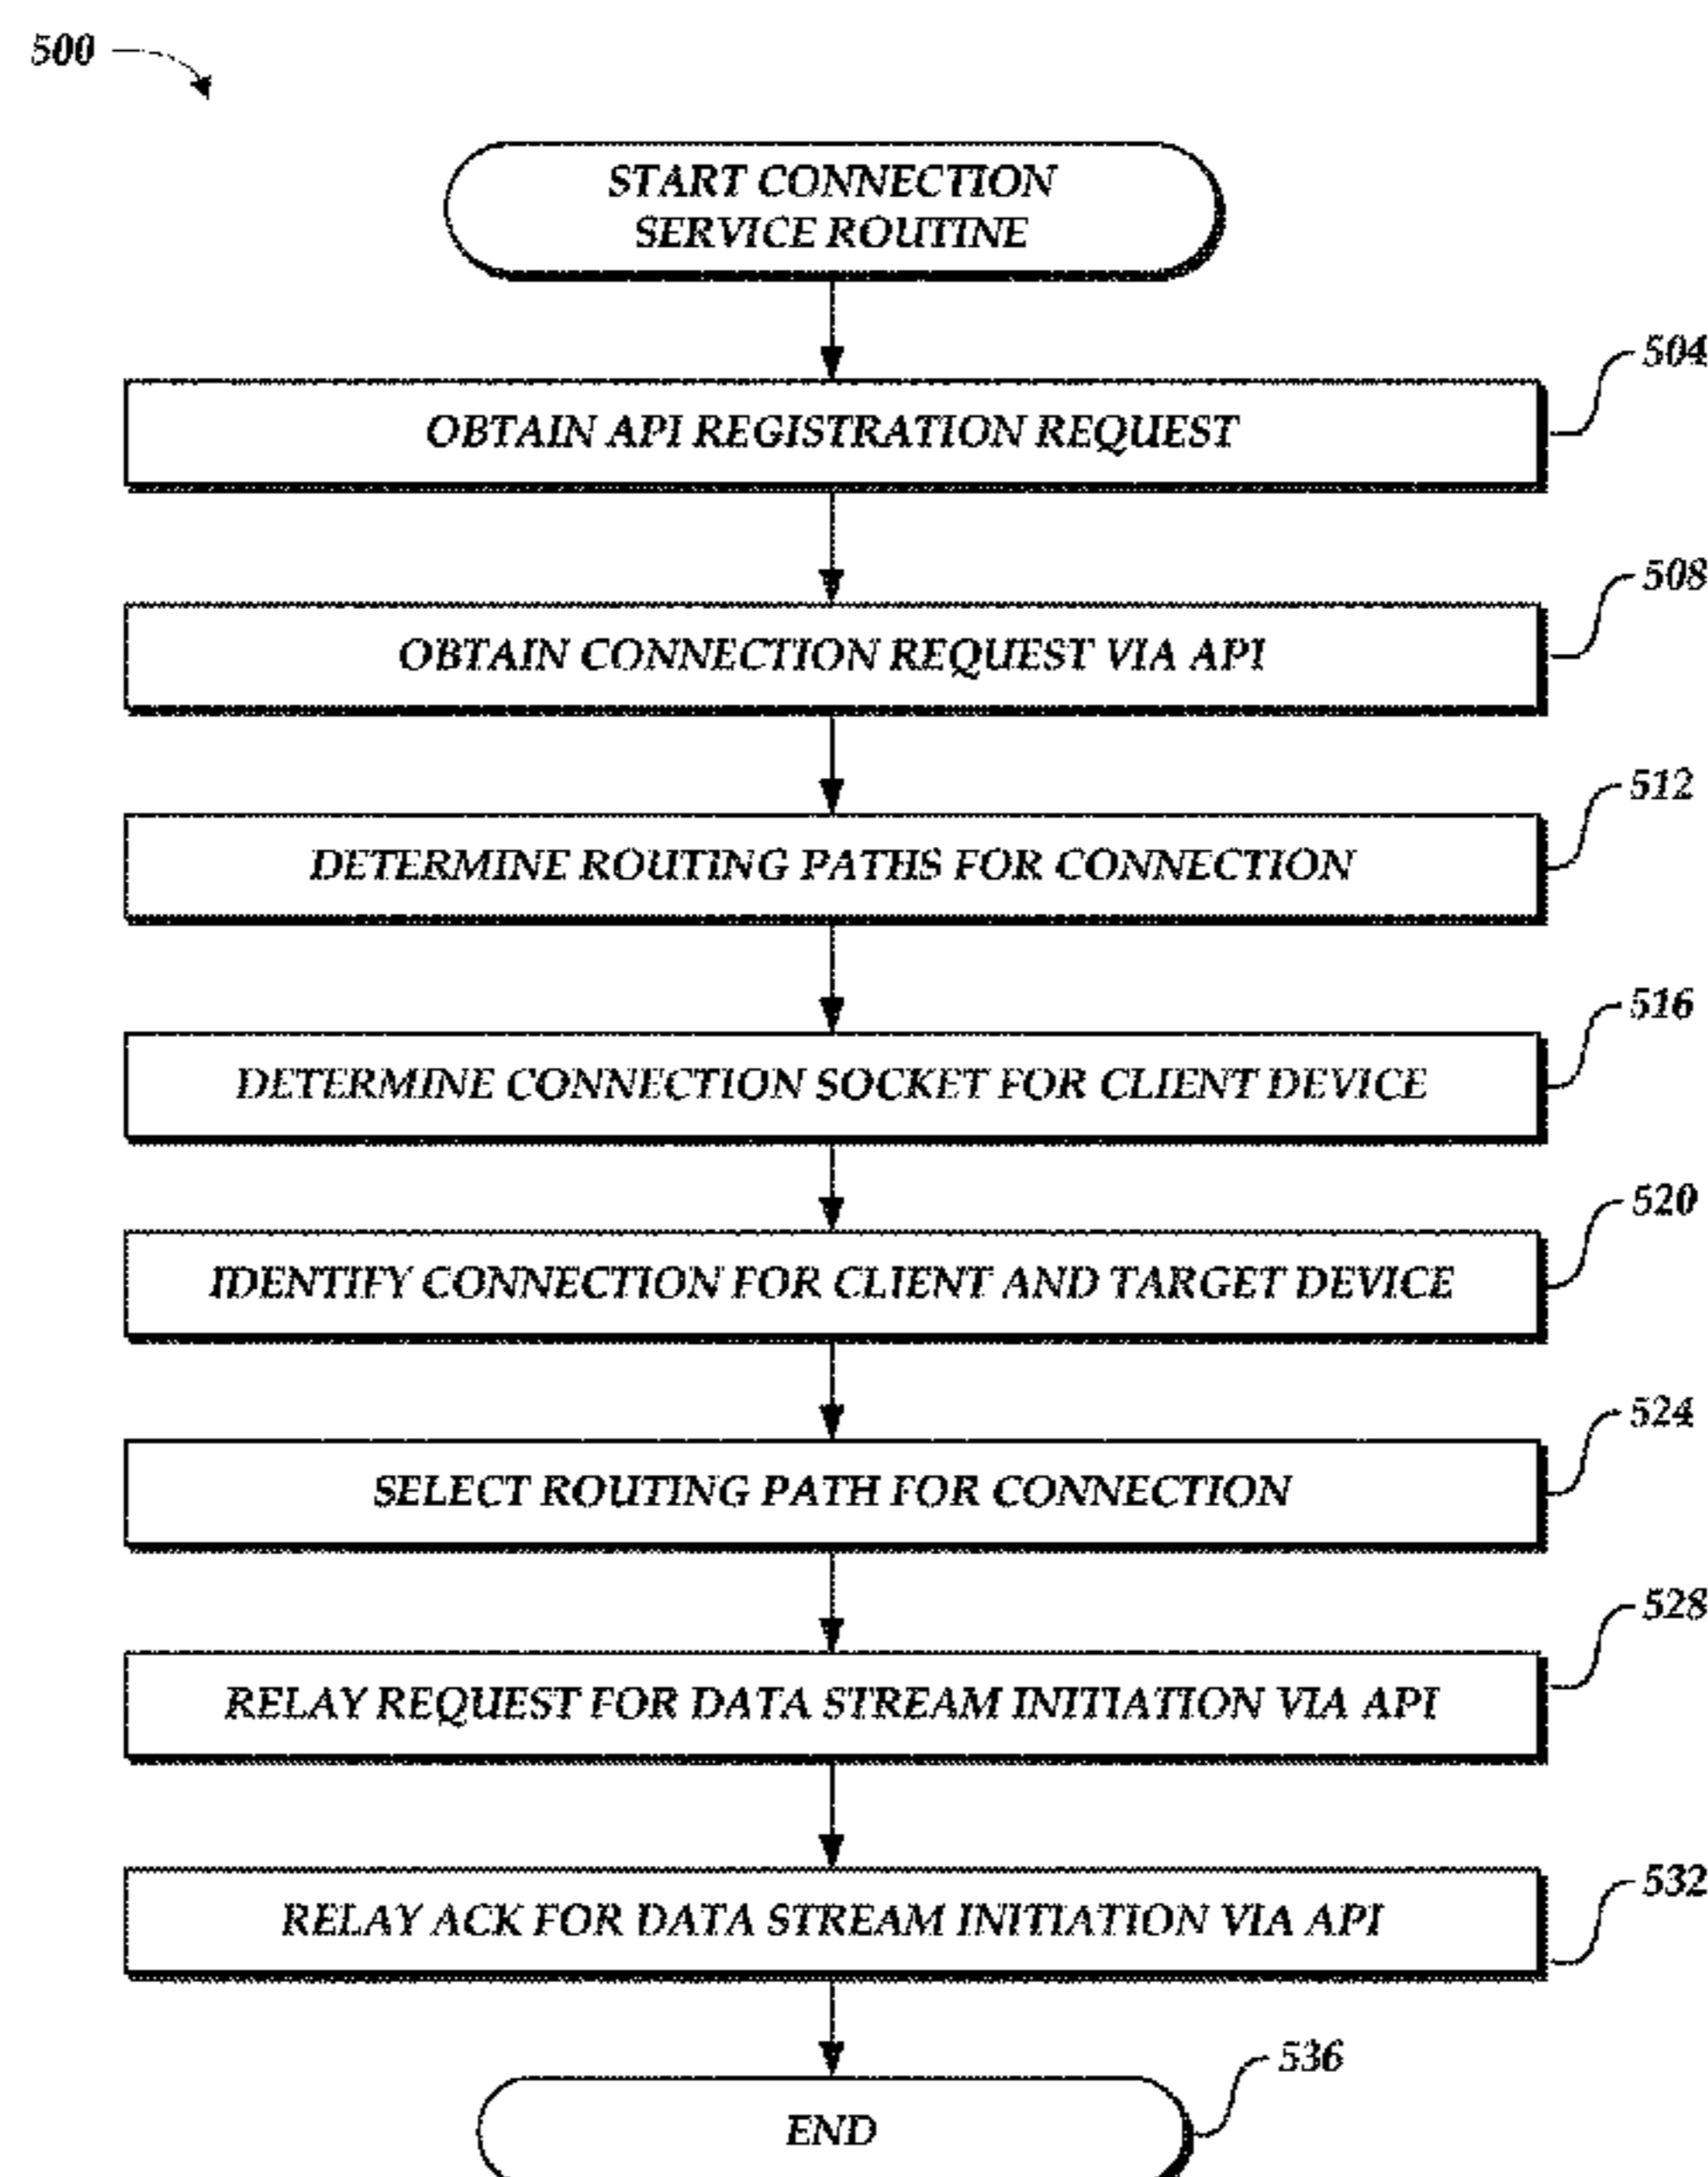 500
START CONNECTION
SERVICE ROUTINE
504
OBTAIN API REGISTRATION REQUEST
508
OBTAIN CONNECTION REQUEST VIA API
512
DETERMINE ROUTING PATHS FOR CONNECTION
516
DETERMINE CONNECTION SOCKET FOR CLIENT DEVICE
520
IDENTIFY CONNECTION FOR CLIENT AND TARGET DEVICE
524
SELECT ROUTING PATH FOR CONNECTION
528
RELAY REQUEST FOR DATA STREAM INITIATION VIA API
532
RELAY ACK FOR DATA STREAM INITIATION VIA API
536
END